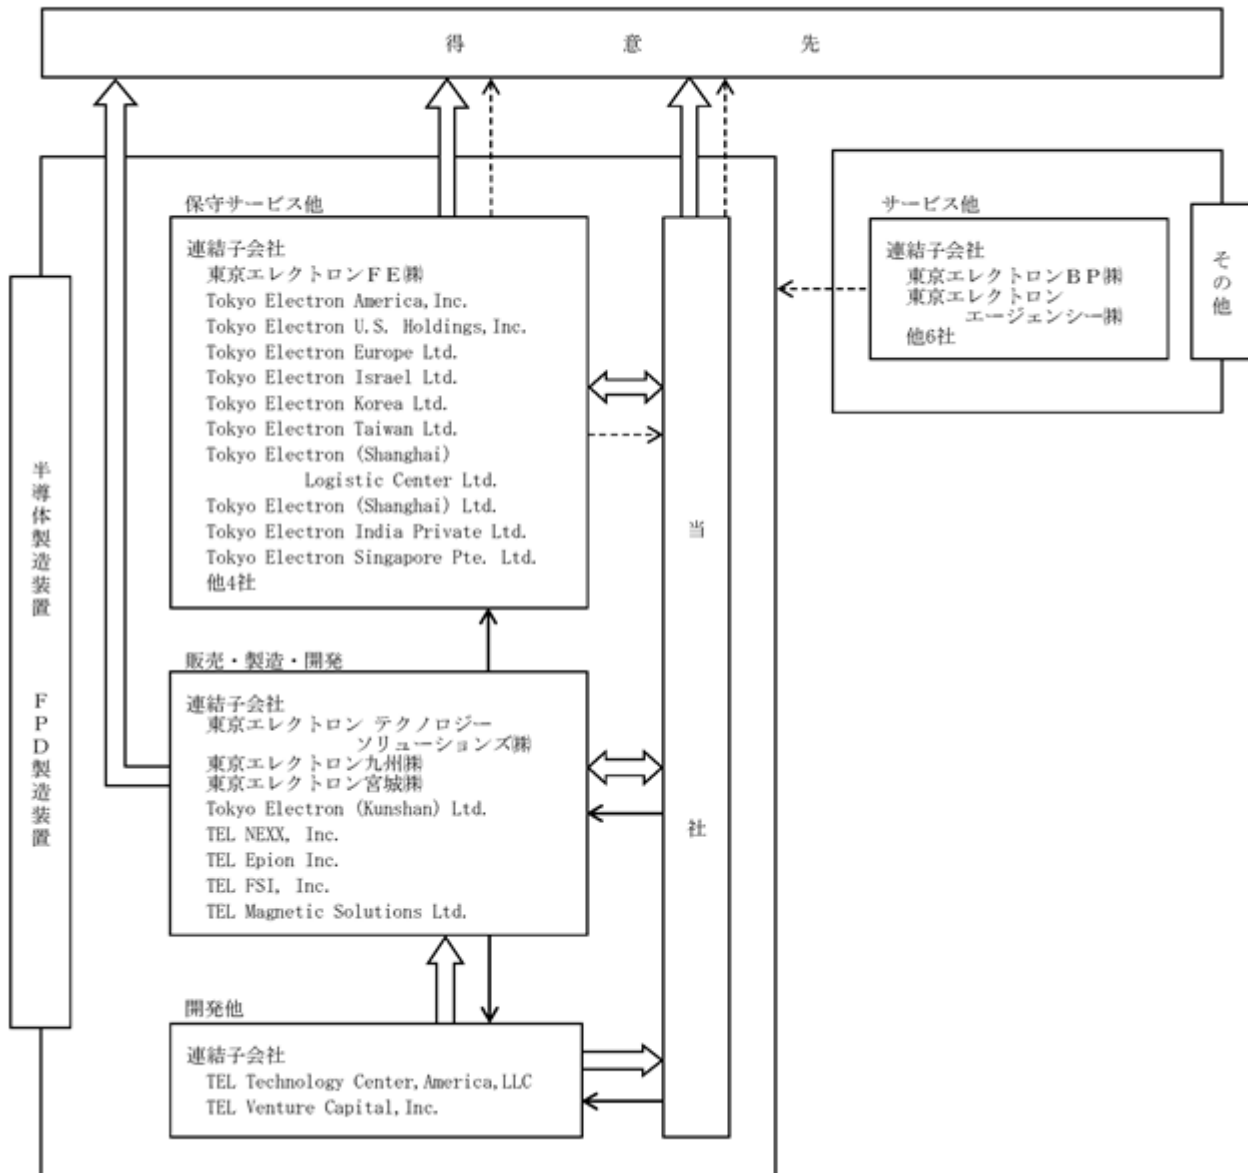 得意先
保守サービス他
連結子会社
東京エレクトロンFE㈱
Tokyo Electron America,Inc.
Tokyo Electron U.S. Holdings,Inc.
Tokyo Electron Europe Ltd.
Tokyo Electron Israel Ltd.
Tokyo Electron Korea Ltd.
Tokyo Electron Taiwan Ltd.
Tokyo Electron (Shanghai)
Logistic Center Ltd.
Tokyo Electron (Shanghai) Ltd.
Tokyo Electron India Private Ltd.
Tokyo Electron Singapore Pte. Ltd.
他4社
サービス他
連結子会社
東京エレクトロンBP㈱
東京エレクトロン
エージェンシー㈱
他6社
その他
半導体製造装置
FPD製造装置
当社
販売・製造・開発
連結子会社
東京エレクトロン テクノロジー
ソリューションズ㈱
東京エレクトロン九州㈱
東京エレクトロン宮城㈱
Tokyo Electron (Kunshan) Ltd.
TEL NEXX, Inc.
TEL Epion Inc.
TEL FSI, Inc.
TEL Magnetic Solutions Ltd.
開発他
連結子会社
TEL Technology Center,America,LLC
TEL Venture Capital,Inc.